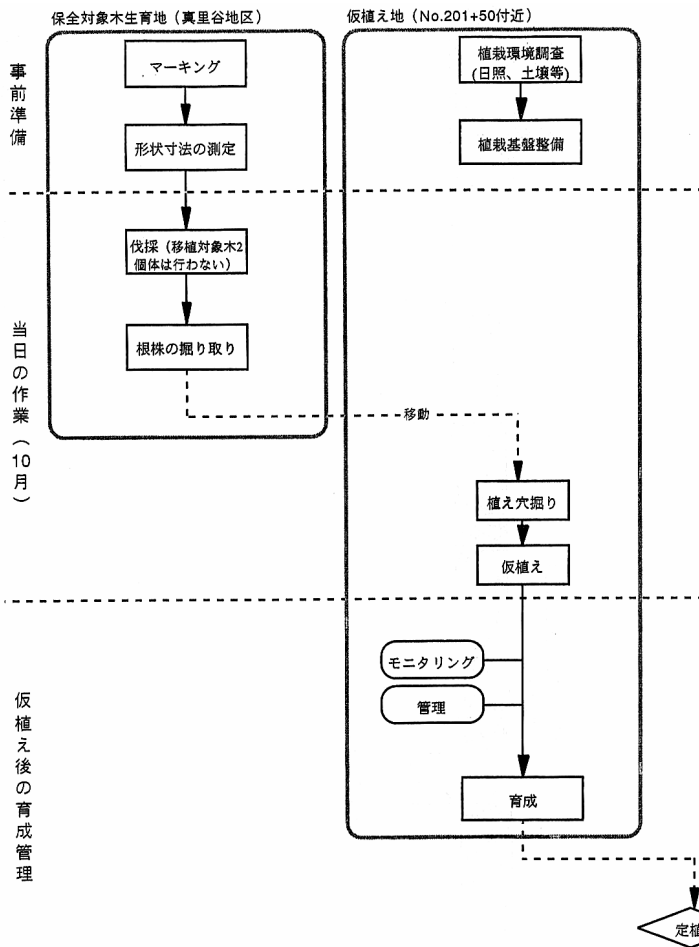 保全対象木生育地（真里谷地区）
仮植え地（No.201+50付近）
事前準備
マーキング
形状寸法の測定
植栽環境調査
(日照、土壌等)
植栽基盤整備
当日の作業（10月）
伐採（移植対象木2
個体は行わない）
根株の掘り取り
移動
植え穴掘り
仮植え
仮植え後の育成管理
モニタリング
管理
育成
定植